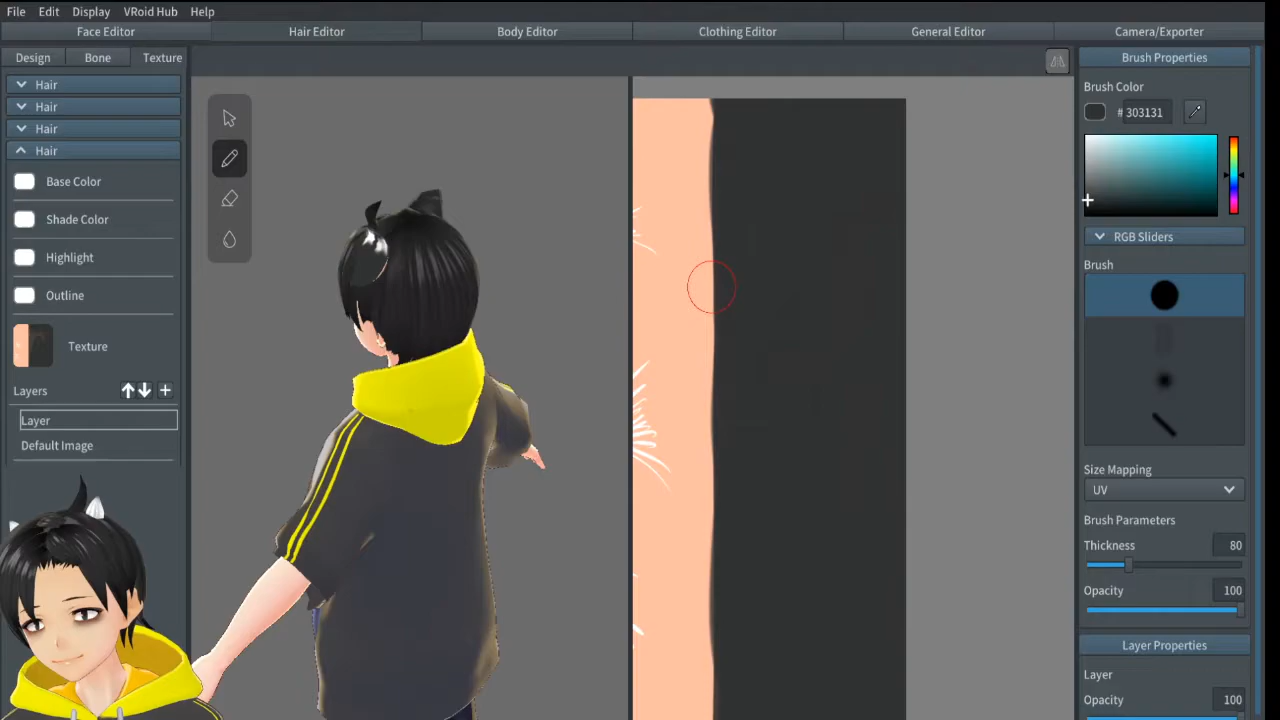 File Edit Display VRoid Hub Help
Face Editor Hair Editor Body Editor Clothing Editor General Editor Camera/Exporter
Design Bone Texture
Hair
Hair
Hair
Hair
Base Color
Shade Color
Highlight
Outline
Texture
Layers
Layer
Default Image
Brush Properties
Brush Color
# 303131
RGB Sliders
Brush
Size Mapping
UV
Brush Parameters
Thickness 80
Opacity 100
Layer Properties
Layer
Opacity 100